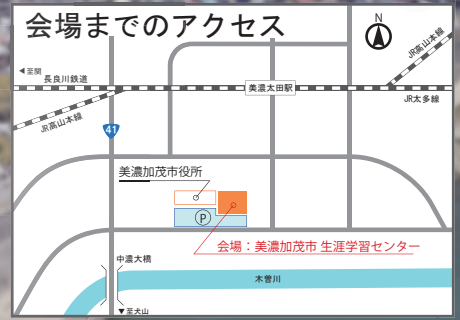 会場までのアクセス
N
JR高山本線
◀至関
長良川鉄道
美濃太田駅
JR太多線
JR高山本線
41
美濃加茂市役所
P
会場：美濃加茂市 生涯学習センター
中濃大橋
木曽川
▼至犬山